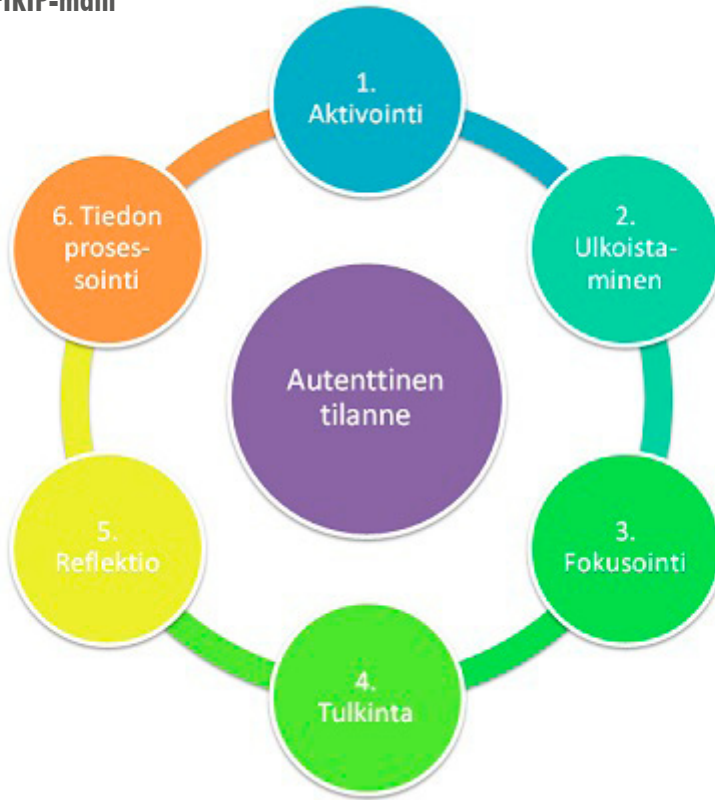 1.
Aktivointi
2.
Ulkoista-
minen
3.
Fokusointi
4.
Tulkinta
5.
Reflektio
6. Tiedon
proses-
sointi
Autenttinen
tilanne